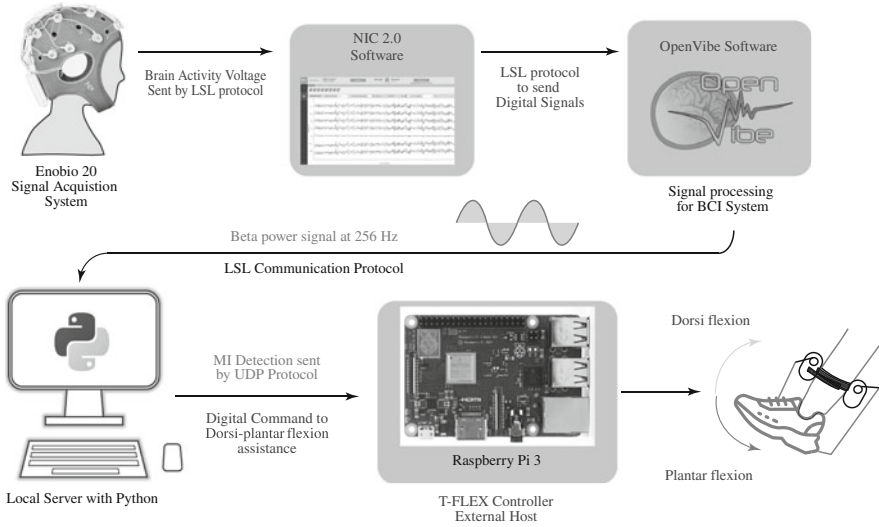 NIC 2.0
Software
OpenVibe Software
Brain Activity Voltage
Sent by LSL protocol
LSL protocol
to send
Digital Signals
Open
Vibe
Enobio 20
Signal Acquistion
System
Signal processing
for BCI System
Beta power signal at 256 Hz
LSL Communication Protocol
MI Detection sent
by UDP Protocol
Digital Command to
Dorsi-plantar flexion
assistance
HDMI
Raspberry Pi 3
Dorsi flexion
Plantar flexion
Local Server with Python
T-FLEX Controller
External Host